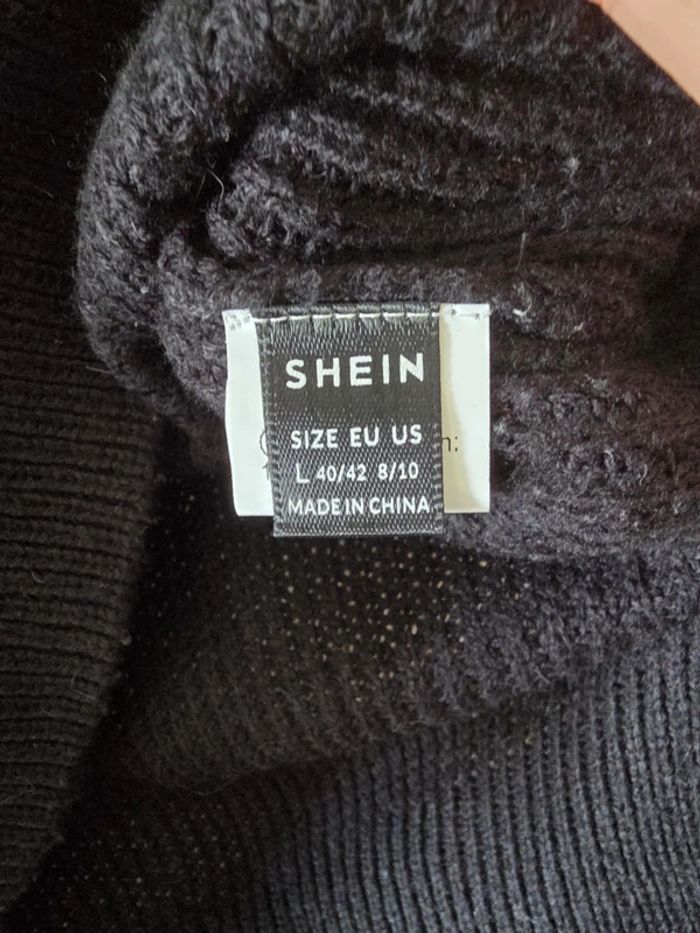 SHEIN
SIZE EU US
L 40/42 8/10
MADE IN CHINA